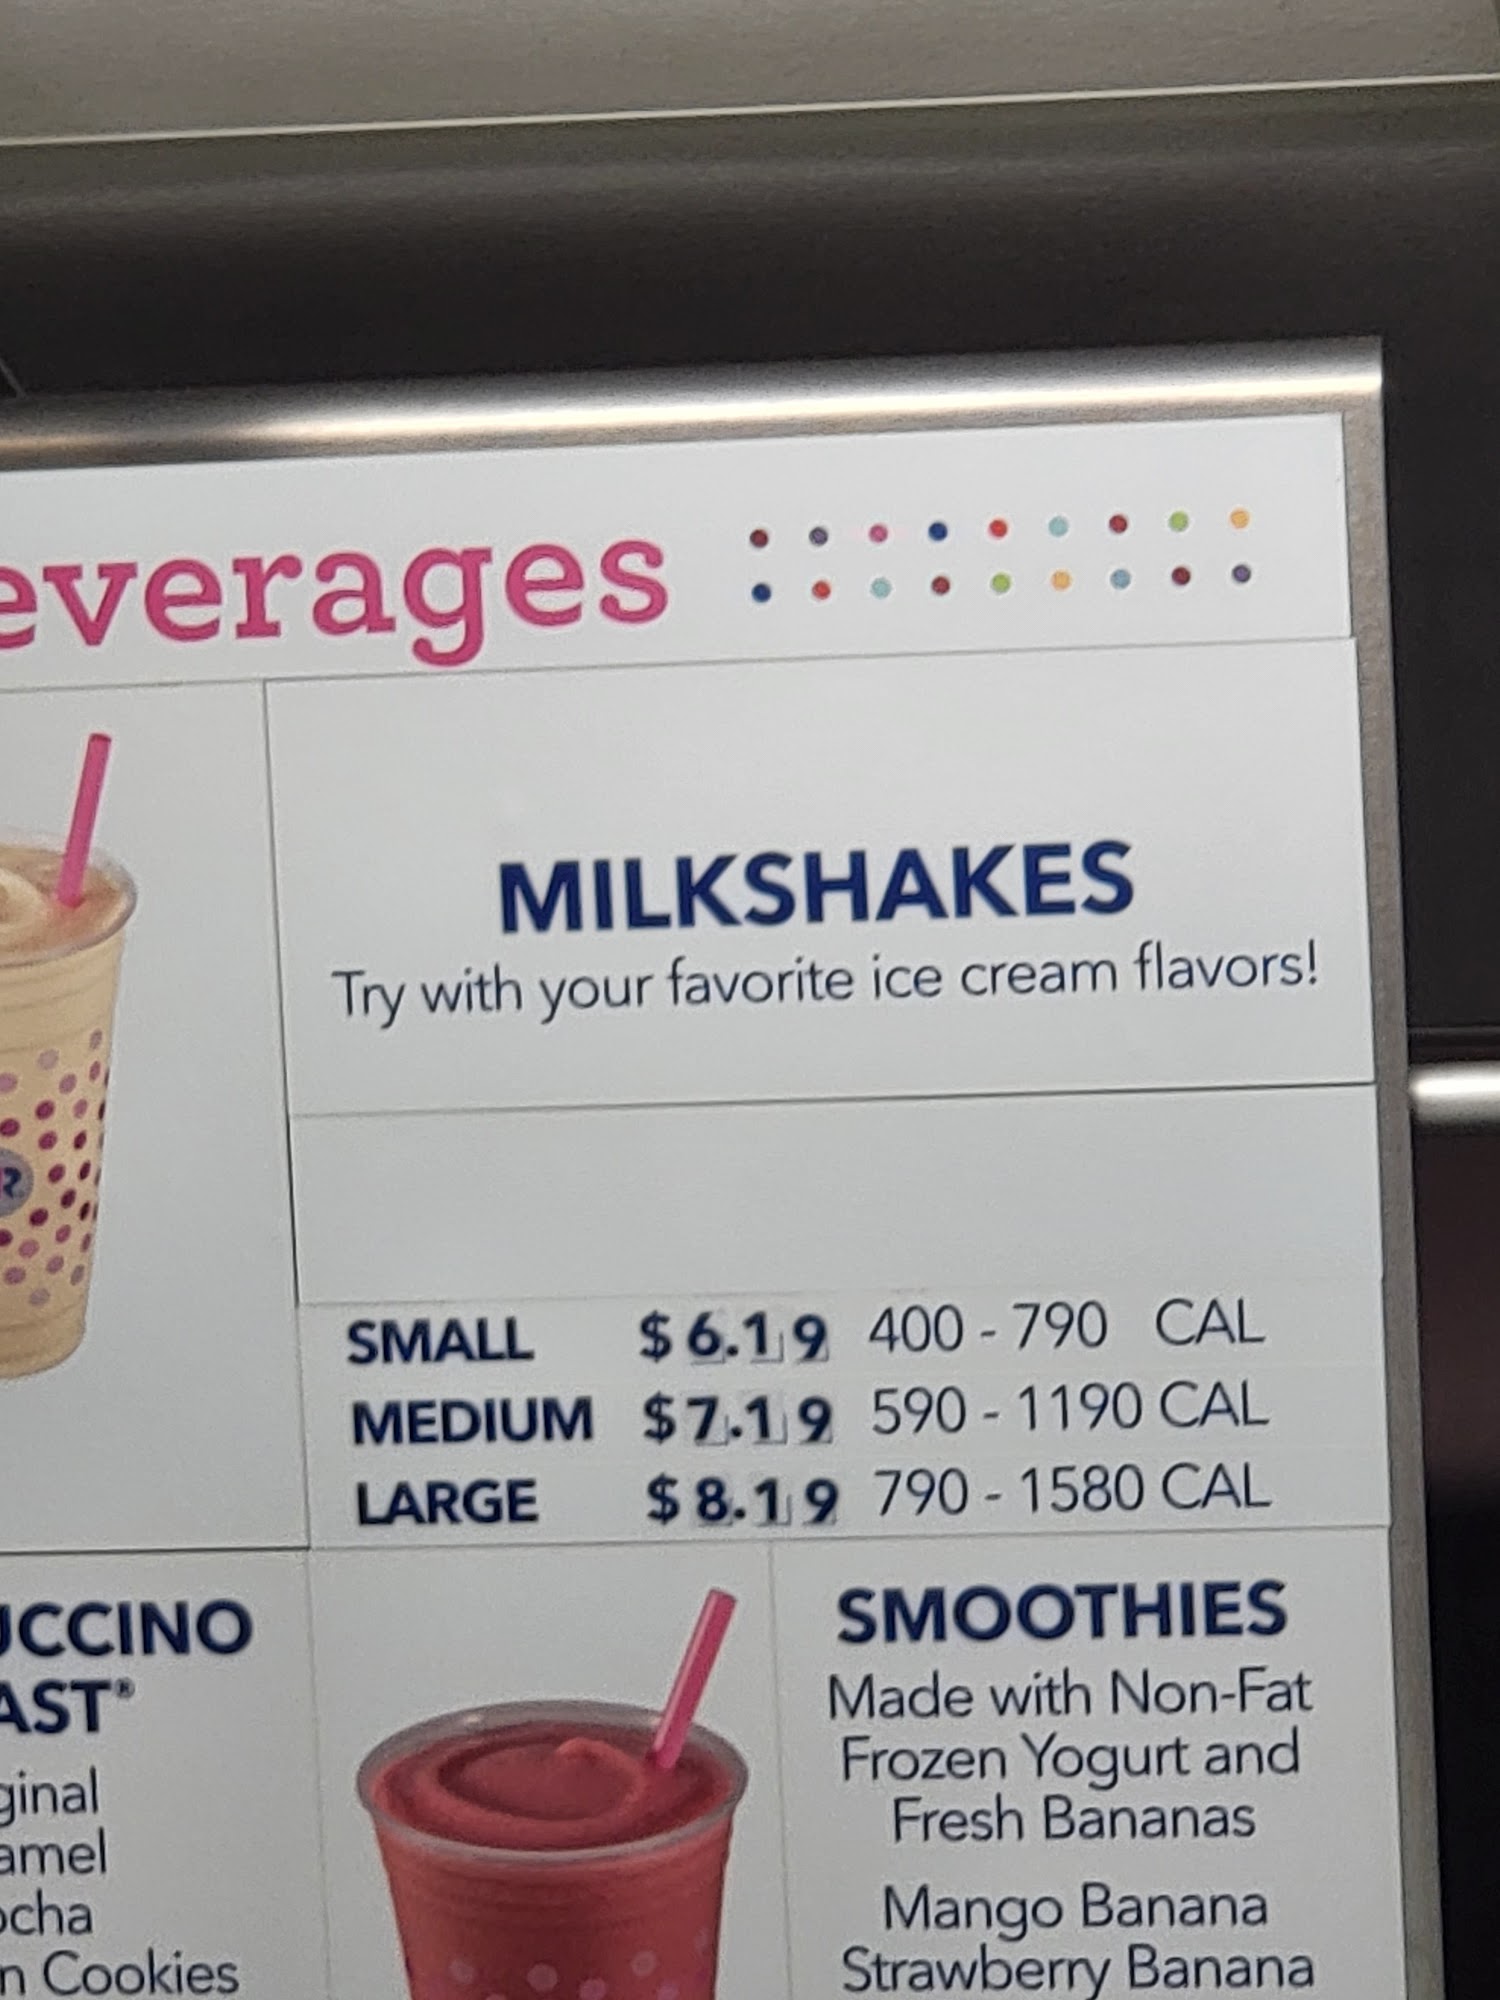 everages
MILKSHAKES
Try with your favorite ice cream flavors!
SMALL $6.19 400 - 790 CAL
MEDIUM $7.19 590 - 1190 CAL
LARGE $8.19 790 - 1580 CAL
UCCINO
AST®
ginal
amel
ocha
n Cookies
SMOOTHIES
Made with Non-Fat
Frozen Yogurt and
Fresh Bananas
Mango Banana
Strawberry Banana